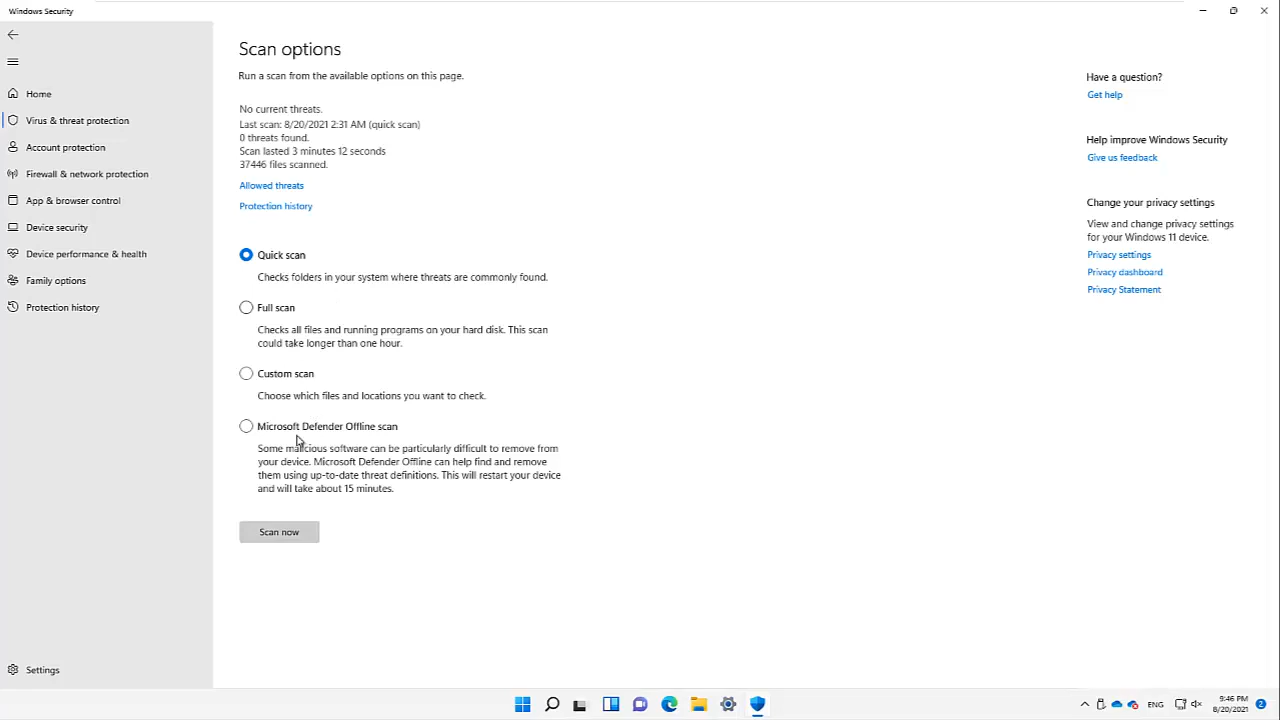 Windows Security
Home
Virus & threat protection
Account protection
Firewall & network protection
App & browser control
Device security
Device performance & health
Family options
Protection history
Settings
Scan options
Run a scan from the available options on this page.
No current threats.
Last scan: 8/20/2021 2:31 AM (quick scan)
0 threats found.
Scan lasted 3 minutes 12 seconds
37446 files scanned.
Allowed threats
Protection history
Quick scan
Checks folders in your system where threats are commonly found.
Full scan
Checks all files and running programs on your hard disk. This scan
could take longer than one hour.
Custom scan
Choose which files and locations you want to check.
Microsoft Defender Offline scan
Some malicious software can be particularly difficult to remove from
your device. Microsoft Defender Offline can help find and remove
them using up-to-date threat definitions. This will restart your device
and will take about 15 minutes.
Scan now
Have a question?
Get help
Help improve Windows Security
Give us feedback
Change your privacy settings
View and change privacy settings
for your Windows 11 device.
Privacy settings
Privacy dashboard
Privacy Statement
ENG
9:46 PM
8/20/2021
2